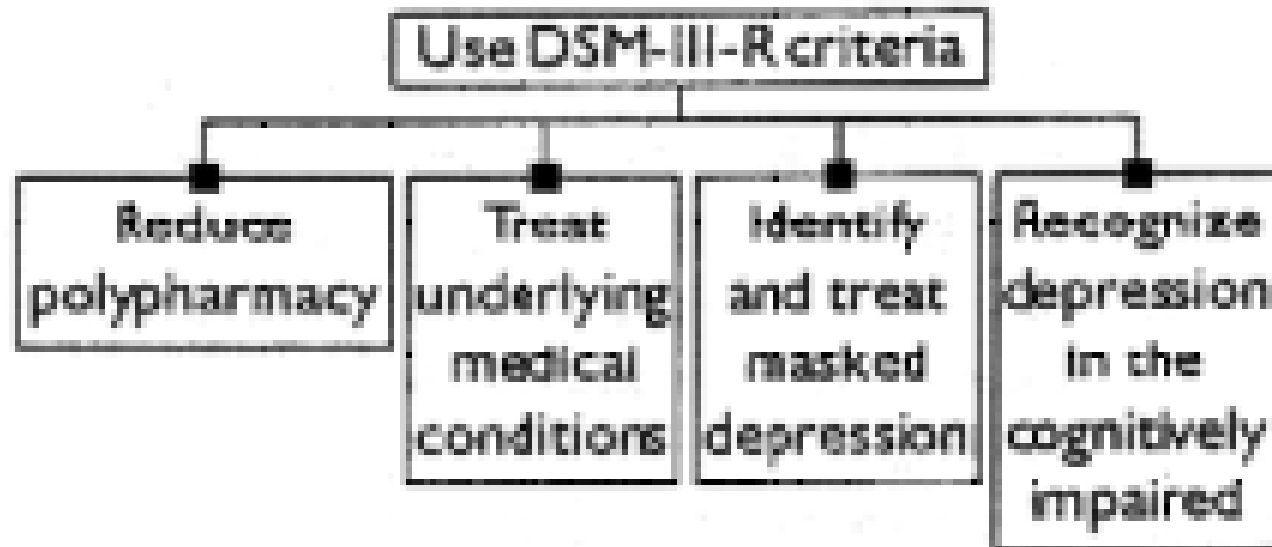 Use DSM-III-R criteria
Reduce
polypharmacy
Treat
underlying
medical
conditions
Identify
and treat
masked
depression
Recognize
depression
in the
cognitively
impaired